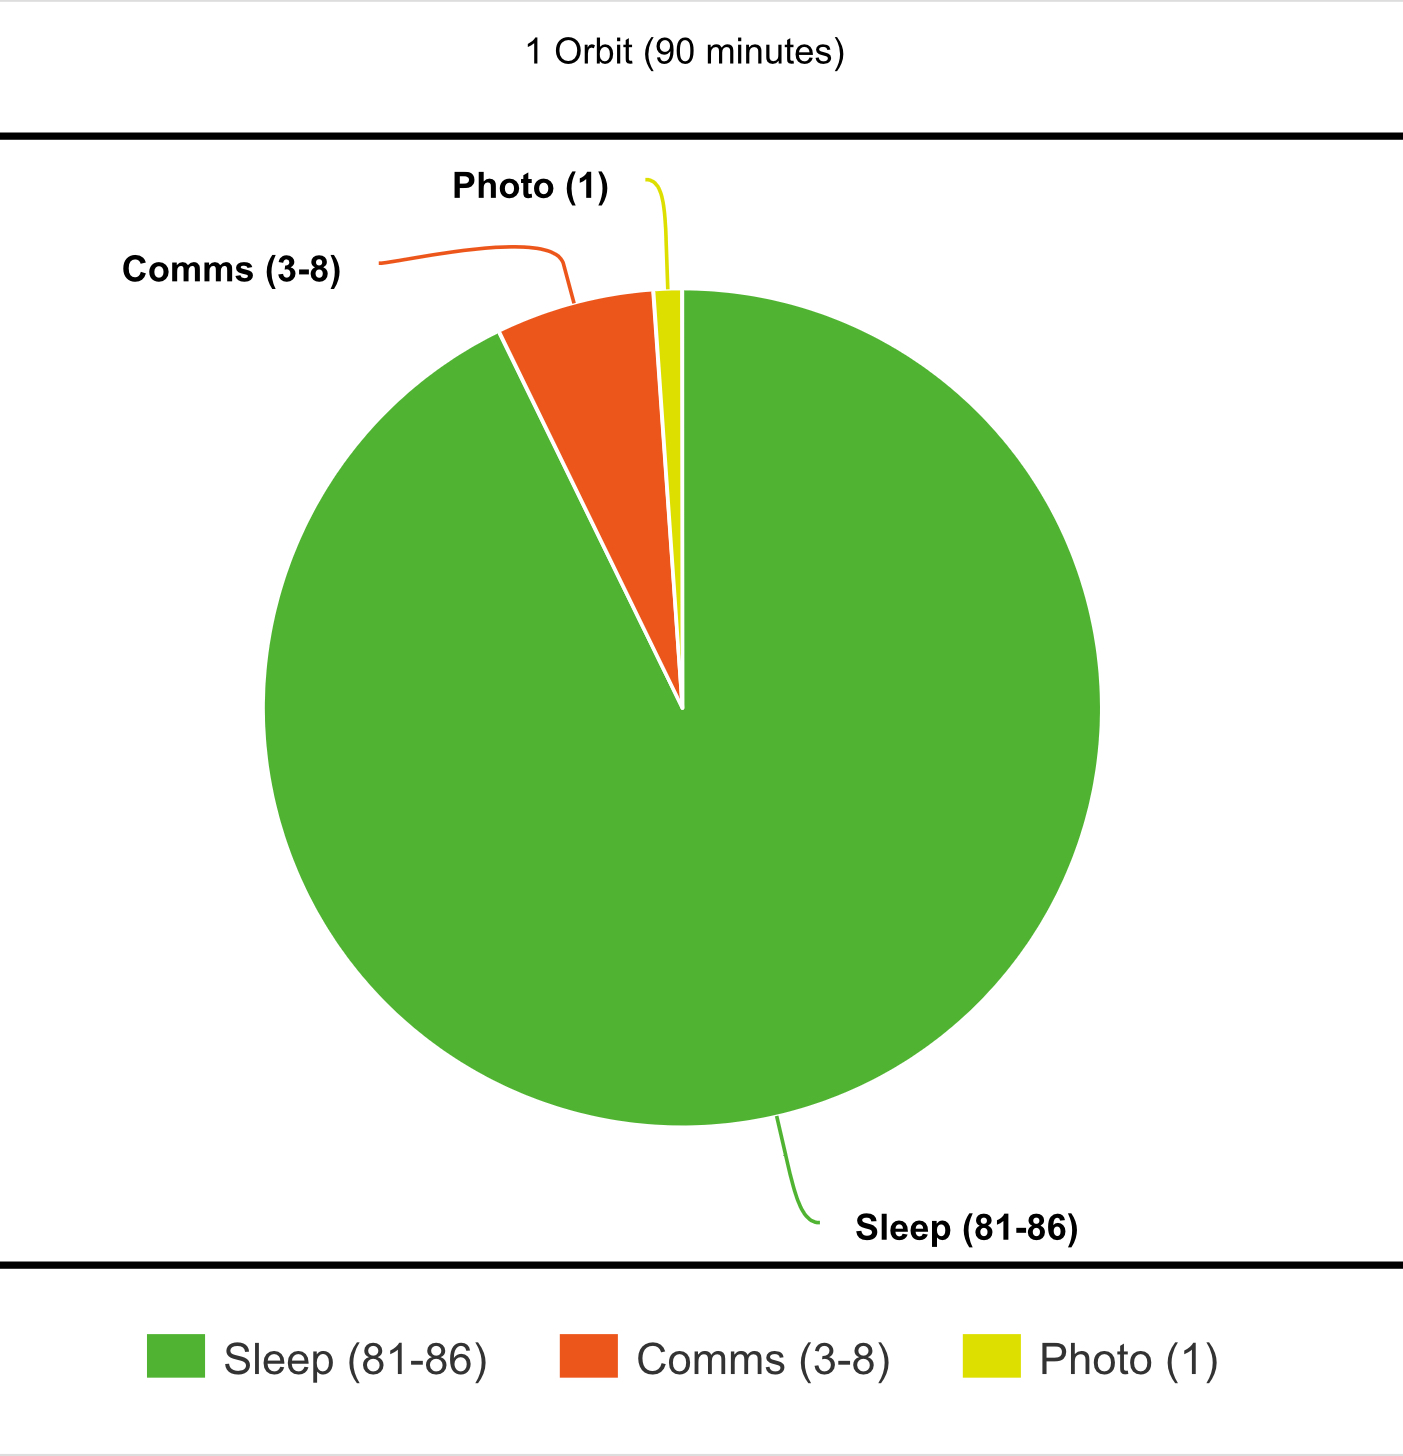 1 Orbit (90 minutes)
Photo (1)
Comms (3-8)
Sleep (81-86)
Sleep (81-86)
Comms (3-8)
Photo (1)